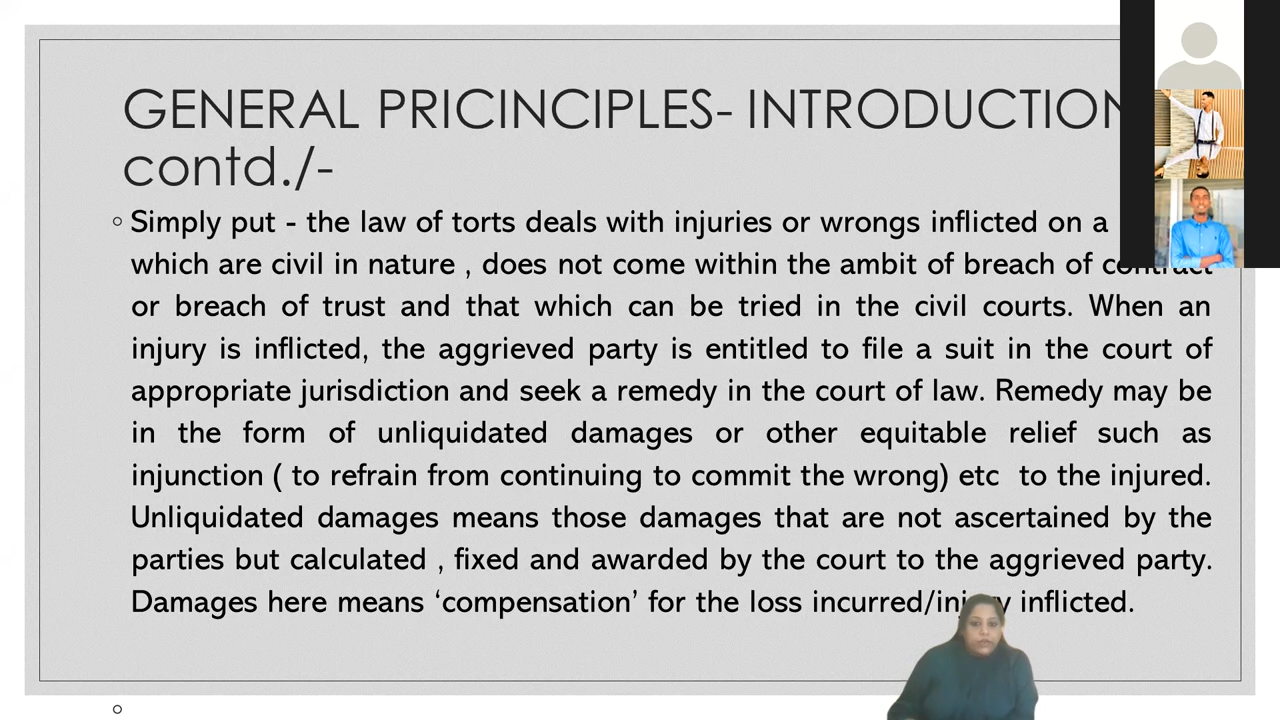 GENERAL PRICINCIPLES- INTRODUCTION
contd./-
◦ Simply put - the law of torts deals with injuries or wrongs inflicted on a
which are civil in nature , does not come within the ambit of breach of contract
or breach of trust and that which can be tried in the civil courts. When an
injury is inflicted, the aggrieved party is entitled to file a suit in the court of
appropriate jurisdiction and seek a remedy in the court of law. Remedy may be
in the form of unliquidated damages or other equitable relief such as
injunction ( to refrain from continuing to commit the wrong) etc  to the injured.
Unliquidated damages means those damages that are not ascertained by the
parties but calculated , fixed and awarded by the court to the aggrieved party.
Damages here means ‘compensation’ for the loss incurred/injury inflicted.